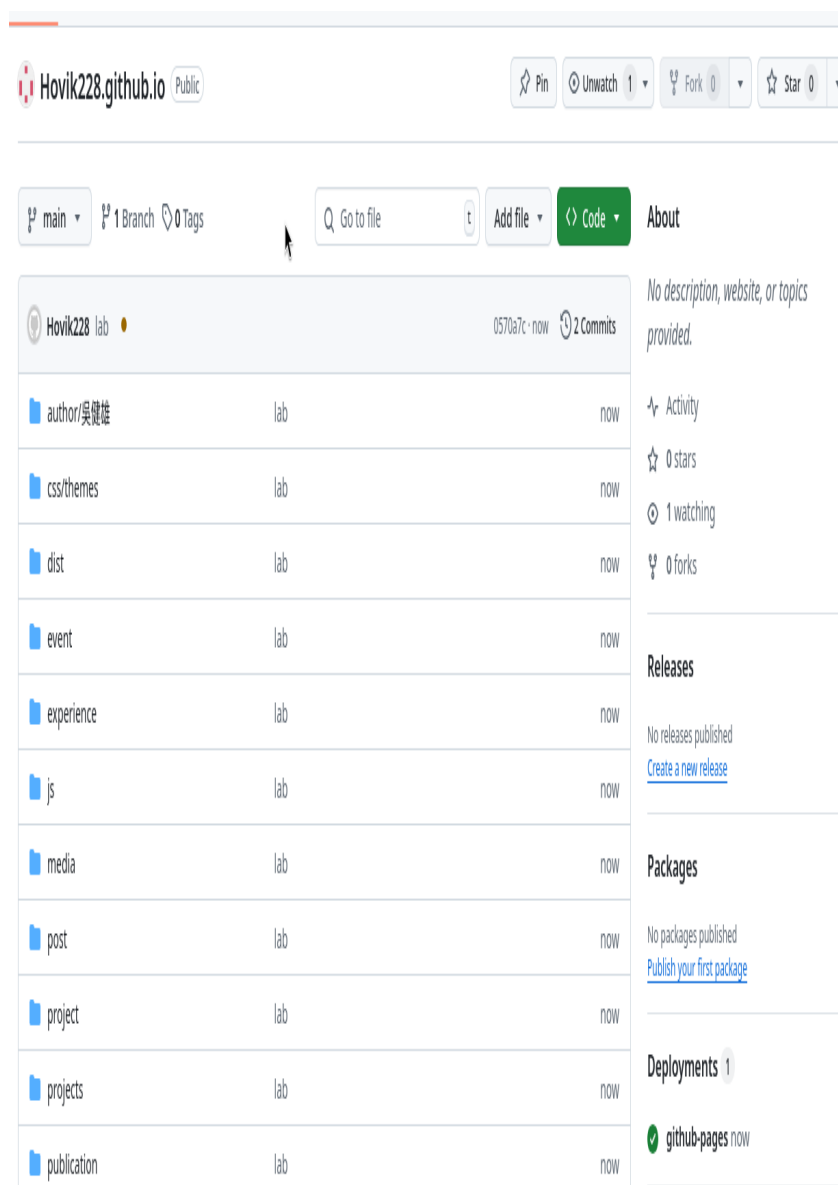 Hovik228.github.io Public
Pin Unwatch 1 Fork 0 Star 0
main 1 Branch 0 Tags Go to file t Add file Code
Hovik228 lab 0570a7c · now 2 Commits
author/吳健雄 lab now
css/themes lab now
dist lab now
event lab now
experience lab now
js lab now
media lab now
post lab now
project lab now
projects lab now
publication lab now
About
No description, website, or topics
provided.
Activity
0 stars
1 watching
0 forks
Releases
No releases published
Create a new release
Packages
No packages published
Publish your first package
Deployments 1
github-pages now